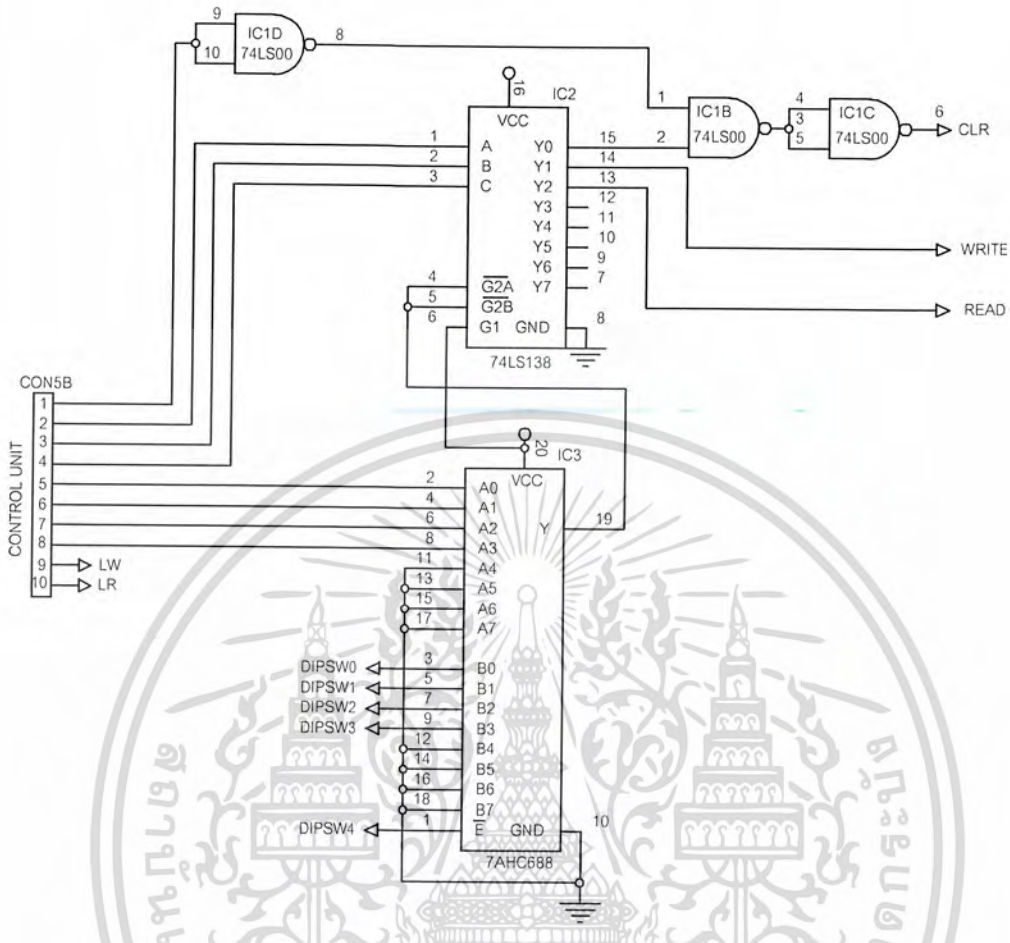 9
10
IC1D
74LS00
8
16
IC2
VCC
1
2
3
A
B
C
Y0
Y1
Y2
Y3
Y4
Y5
Y6
Y7
15
14
13
12
11
10
9
7
1
2
IC1B
74LS00
4
3
5
IC1C
74LS00
6
CLR
WRITE
READ
4
5
6
G2A
G2B
G1
GND
8
74LS138
CON5B
CONTROL UNIT
1
2
3
4
5
6
7
8
9
10
LW
LR
20
IC3
VCC
2
4
6
8
11
13
15
17
A0
A1
A2
A3
A4
A5
A6
A7
Y
19
DIPSW0
DIPSW1
DIPSW2
DIPSW3
DIPSW4
3
5
7
9
12
14
16
18
1
B0
B1
B2
B3
B4
B5
B6
B7
E
GND
10
7AHC688